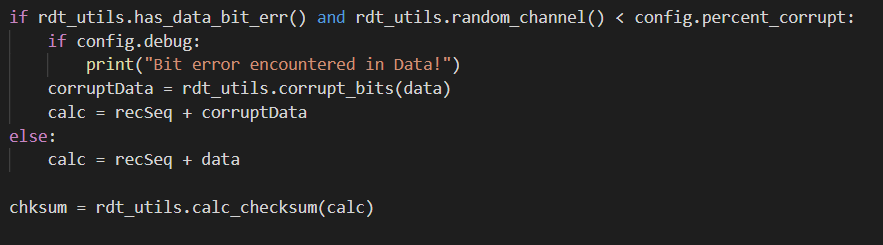 if rdt_utils.has_data_bit_err() and rdt_utils.random_channel() < config.percent_corrupt:
    if config.debug:
        print("Bit error encountered in Data!")
    corruptData = rdt_utils.corrupt_bits(data)
    calc = recSeq + corruptData
else:
    calc = recSeq + data

chksum = rdt_utils.calc_checksum(calc)